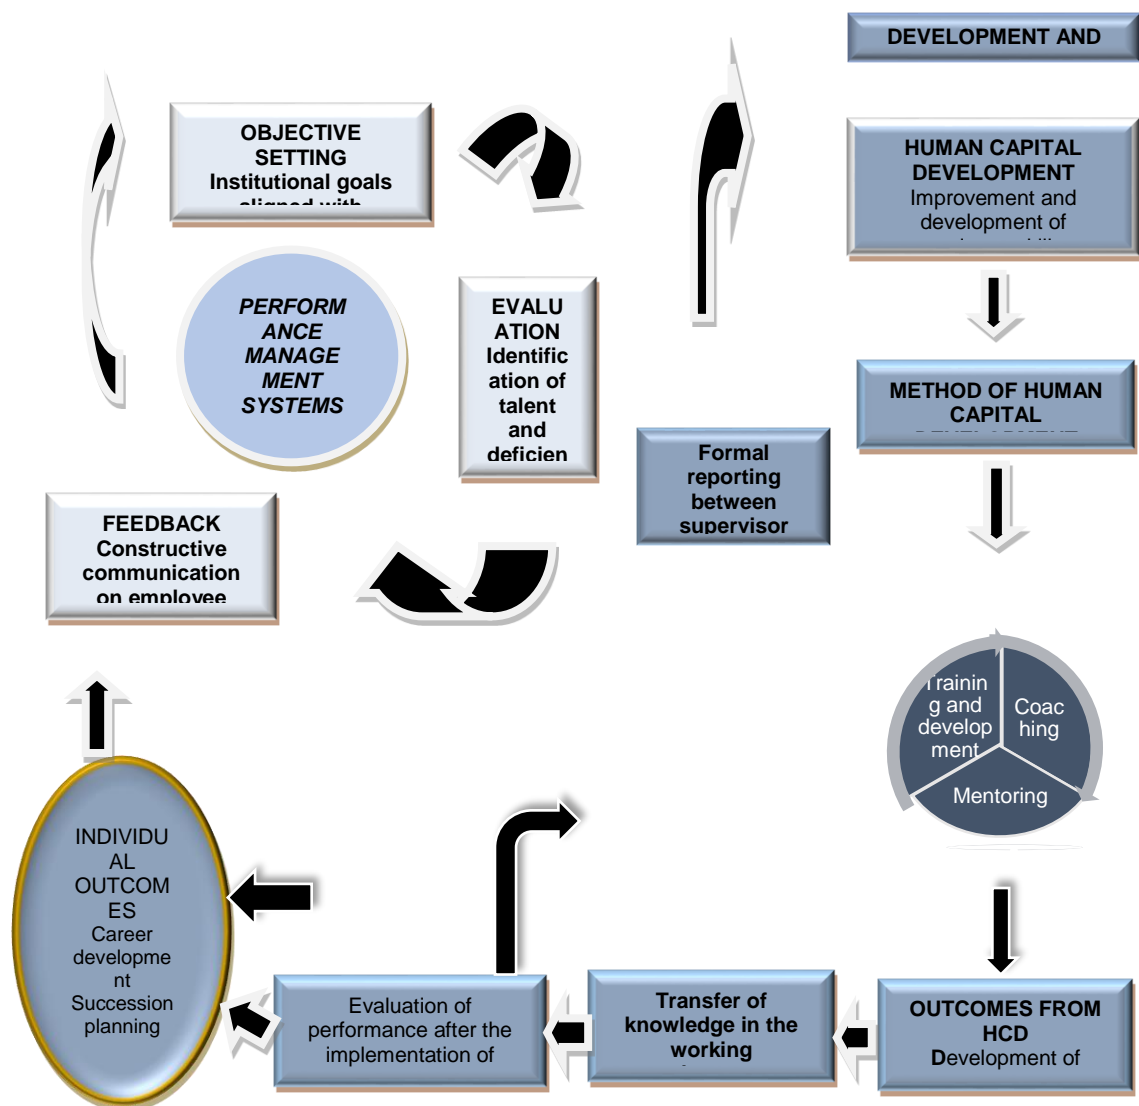 DEVELOPMENT AND
OBJECTIVE
SETTING
Institutional goals
aligned with
HUMAN CAPITAL
DEVELOPMENT
Improvement and
development of
PERFORM
ANCE
MANAGE
MENT
SYSTEMS
EVALU
ATION
Identific
ation of
talent
and
deficien
METHOD OF HUMAN
CAPITAL
DEVELOPMENT
Formal
reporting
between
supervisor
FEEDBACK
Constructive
communication
on employee
Trainin
g and
develop
ment
Coac
hing
Mentoring
INDIVIDU
AL
OUTCOM
ES
Career
developme
nt
Succession
planning
Evaluation of
performance after the
implementation of
Transfer of
knowledge in the
working
OUTCOMES FROM
HCD
Development of